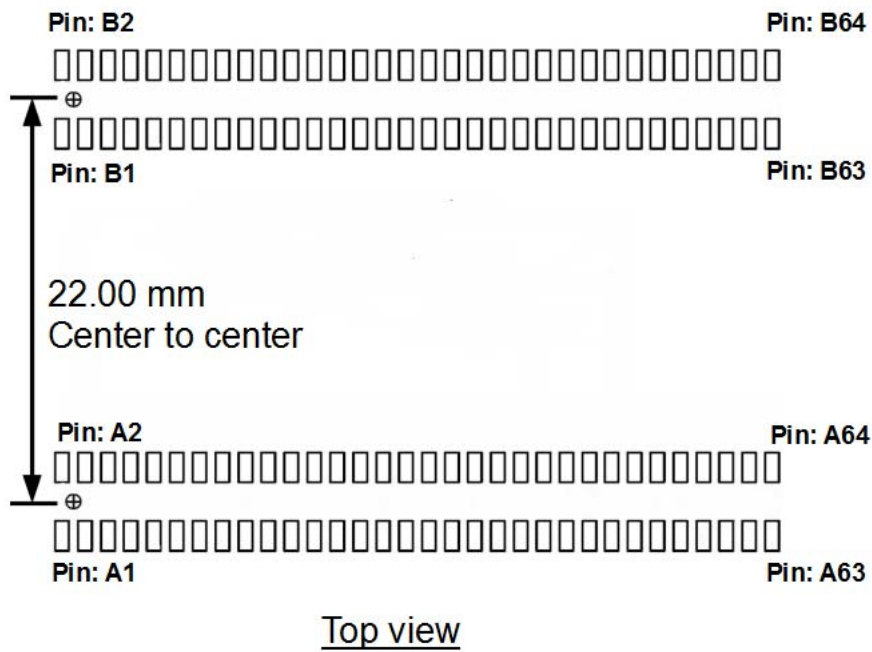 Pin: B2
Pin: B64
Pin: B1
Pin: B63
22.00 mm
Center to center
Pin: A2
Pin: A64
Pin: A1
Pin: A63
Top view